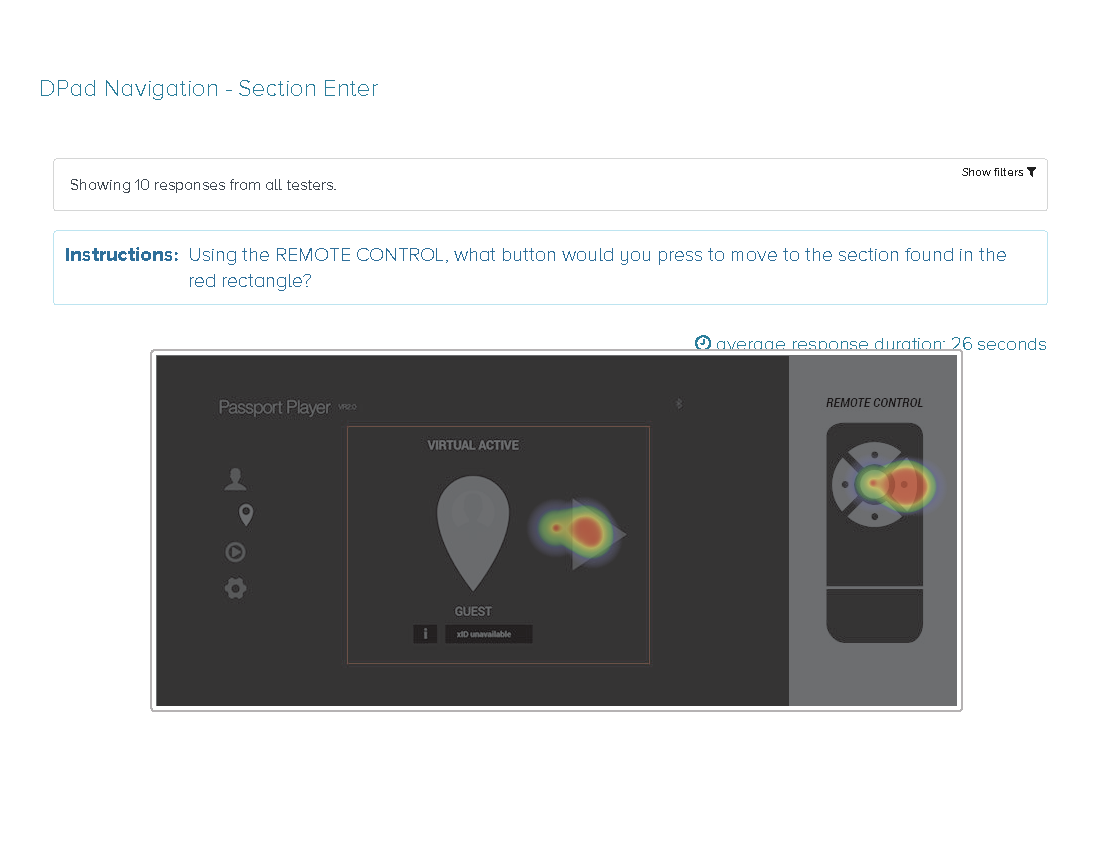 DPad Navigation - Section Enter
Show filters
Showing 10 responses from all testers.
Instructions: Using the REMOTE CONTROL, what button would you press to move to the section found in the
red rectangle?
average response duration: 26 seconds
REMOTE CONTROL
Passport Player VR2.0
VIRTUAL ACTIVE
GUEST
i xID unavailable